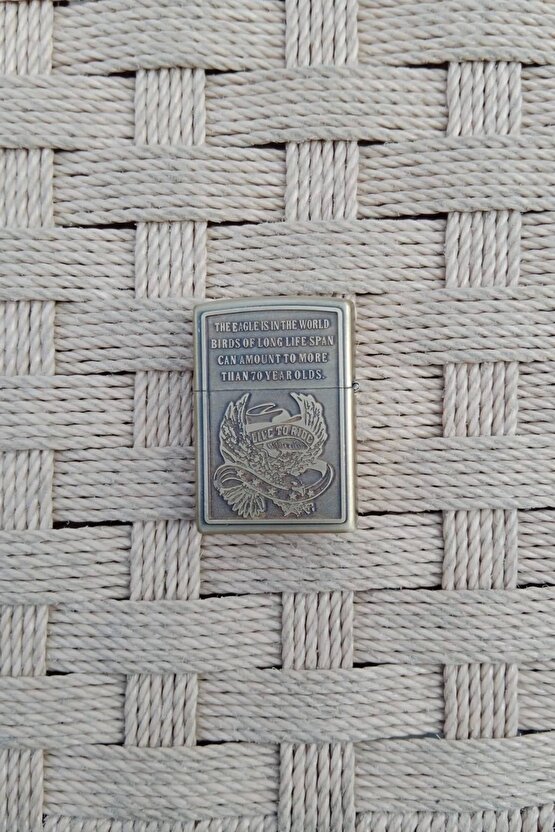 THE EAGLE IS IN THE WORLD
BIRDS OF LONG LIFE SPAN
CAN AMOUNT TO MORE
THAN 70 YEAR OLDS.
LIVE TO RIDE